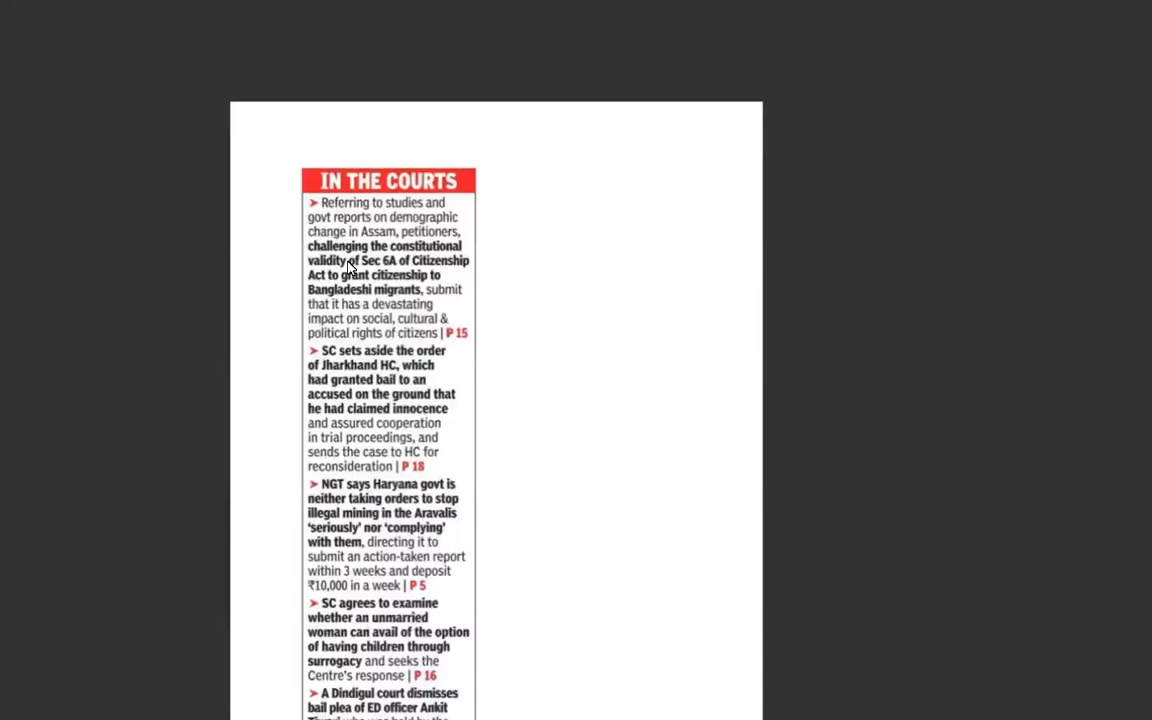 IN THE COURTS
➤ Referring to studies and
govt reports on demographic
change in Assam, petitioners,
challenging the constitutional
validity of Sec 6A of Citizenship
Act to grant citizenship to
Bangladeshi migrants, submit
that it has a devastating
impact on social, cultural &
political rights of citizens | P 15
➤ SC sets aside the order
of Jharkhand HC, which
had granted bail to an
accused on the ground that
he had claimed innocence
and assured cooperation
in trial proceedings, and
sends the case to HC for
reconsideration | P 18
➤ NGT says Haryana govt is
neither taking orders to stop
illegal mining in the Aravalis
‘seriously’ nor ‘complying’
with them, directing it to
submit an action-taken report
within 3 weeks and deposit
₹10,000 in a week | P 5
➤ SC agrees to examine
whether an unmarried
woman can avail of the option
of having children through
surrogacy and seeks the
Centre's response | P 16
➤ A Dindigul court dismisses
bail plea of ED officer Ankit